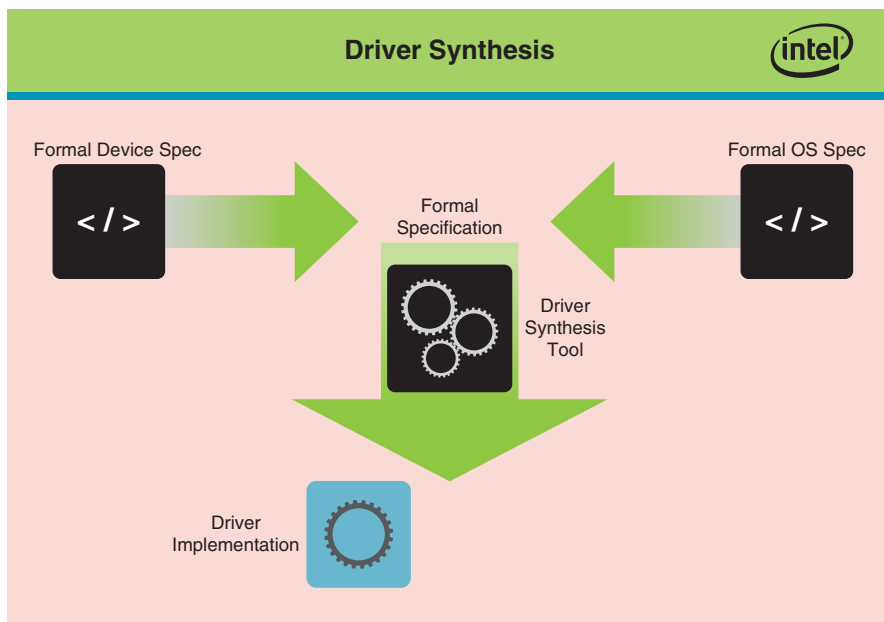 Driver Synthesis
intel
Formal Device Spec
Formal OS Spec
</>
</>
Formal
Specification
Driver
Synthesis
Tool
Driver
Implementation